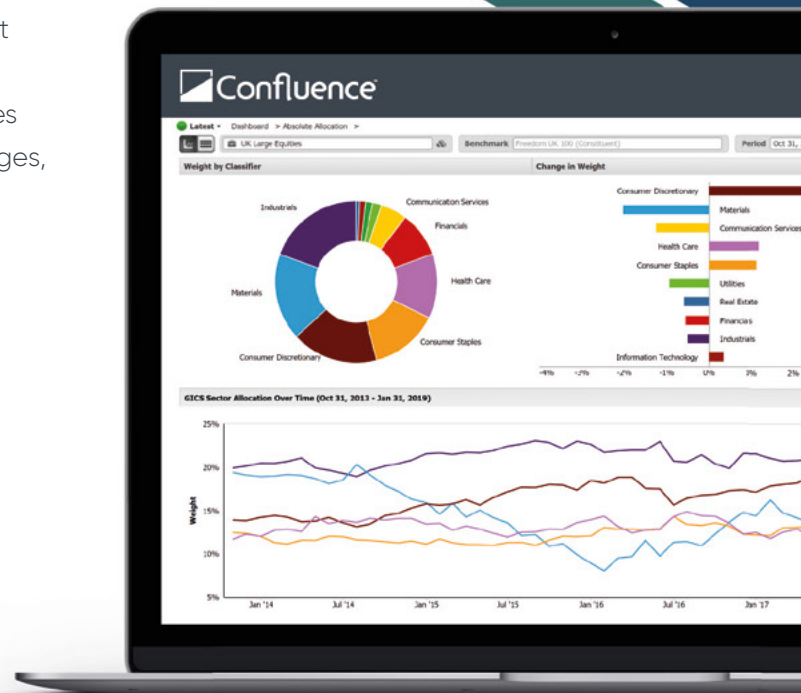 t
es
ges,
Confluence
Latest - Dashboard > Absolute Allocation >
UK Large Equities Benchmark Freedom UK 100 (Constituent) Period Oct 31,
Weight by Classifier Change in Weight
Industrials
Communication Services
Financials
Health Care
Consumer Staples
Consumer Discretionary
Materials
Consumer Discretionary
Materials
Communication Services
Health Care
Consumer Staples
Utilities
Real Estate
Financials
Industrials
Information Technology
-4% -3% -2% -1% 0% 1% 2%
GICS Sector Allocation Over Time (Oct 31, 2013 - Jan 31, 2019)
Weight
25%
20%
15%
10%
5%
Jan '14 Jul '14 Jan '15 Jul '15 Jan '16 Jul '16 Jan '17